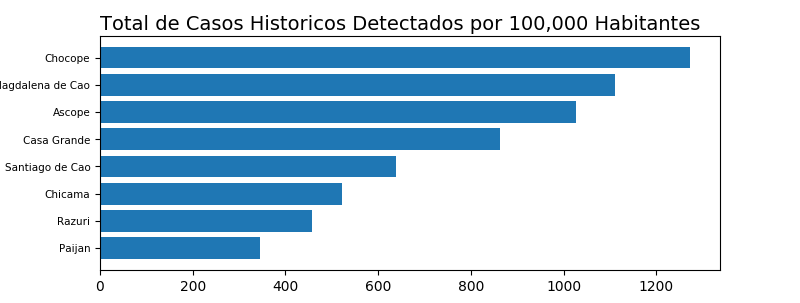 Total de Casos Historicos Detectados por 100,000 Habitantes
Chocope
de Cao
Ascope
Casa Grande
Santiago de Cao
Chicama
Razuri
Paijan
0 200 400 600 800 1000 1200